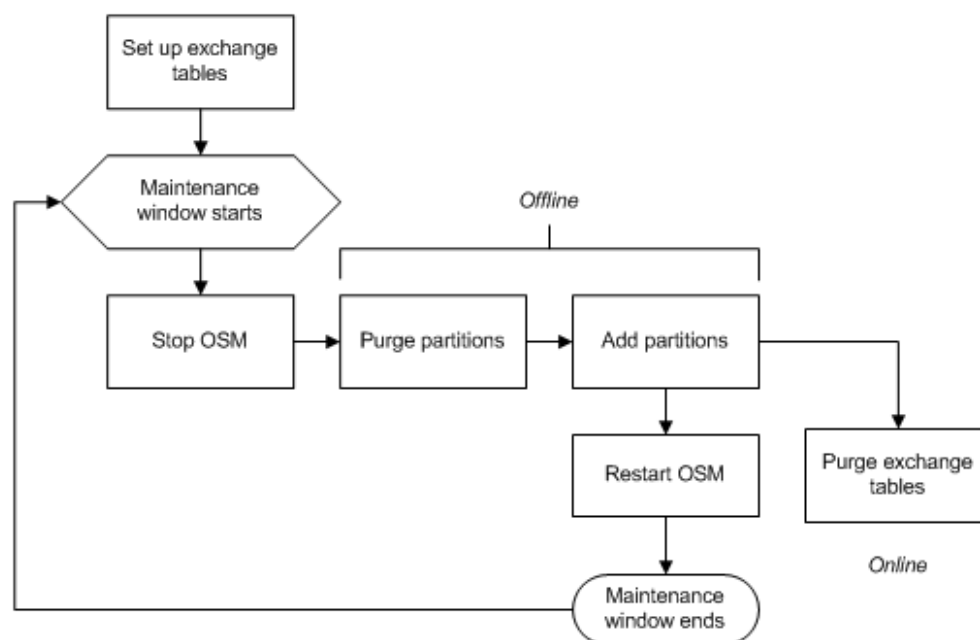 Set up exchange
tables
Maintenance
window starts
Offline
Stop OSM
Purge partitions
Add partitions
Restart OSM
Purge exchange
tables
Online
Maintenance
window ends